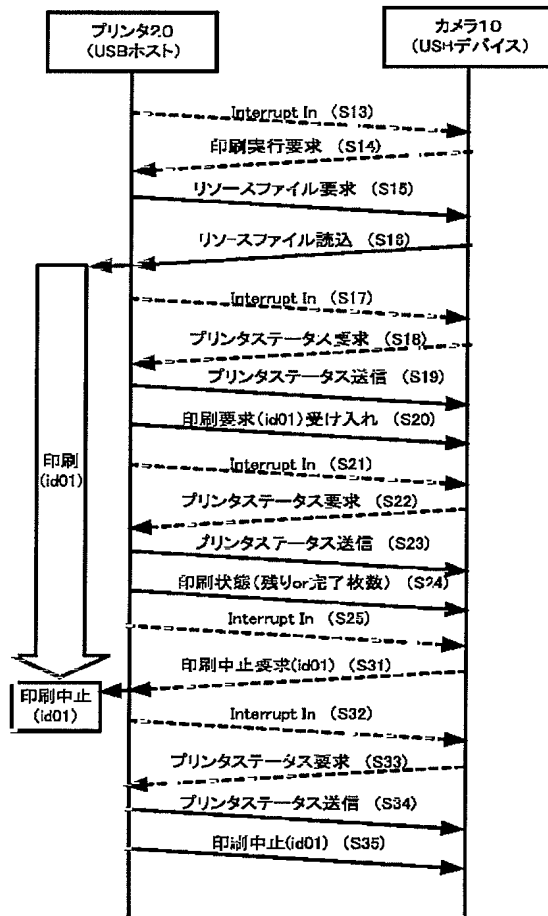 プリンタ20
(USBホスト)
カメラ10
(USBデバイス)
Interrupt In (S13)
印刷実行要求 (S14)
リソースファイル要求 (S15)
リソースファイル読込 (S16)
Interrupt In (S17)
プリンタステータス要求 (S18)
プリンタステータス送信 (S19)
印刷要求(id01)受け入れ (S20)
Interrupt In (S21)
印刷
(id01)
プリンタステータス要求 (S22)
プリンタステータス送信 (S23)
印刷状態(残りor完了枚数) (S24)
Interrupt In (S25)
印刷中止要求(id01) (S31)
印刷中止
(id01)
Interrupt In (S32)
プリンタステータス要求 (S33)
プリンタステータス送信 (S34)
印刷中止(id01) (S35)